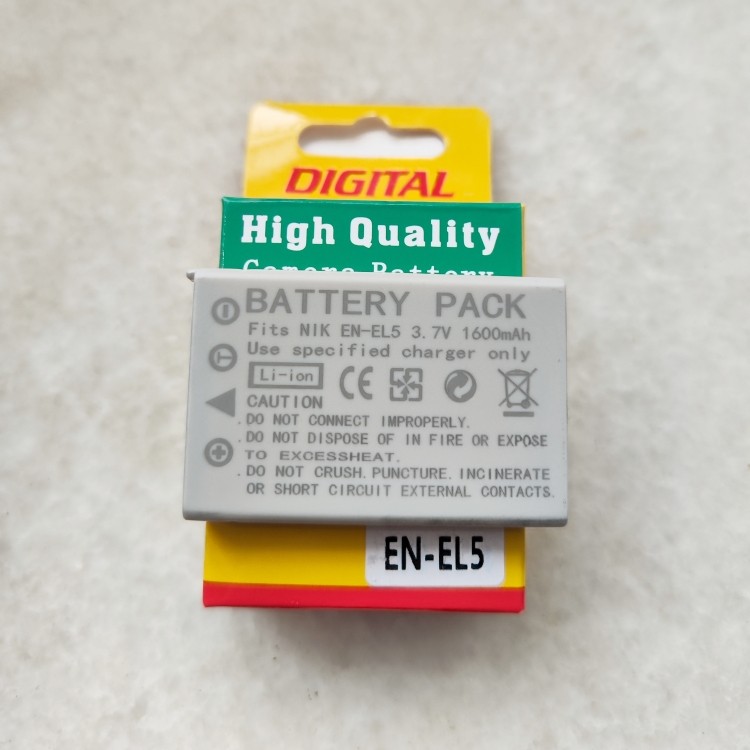 DIGITAL
High Quality
Camera Battery
BATTERY PACK
Fits NIK EN-EL5 3.7V 1600mAh
Use specified charger only
Li-ion
CAUTION
.DO NOT CONNECT IMPROPERLY.
.DO NOT DISPOSE OF IN FIRE OR EXPOSE
TO EXCESSHEAT.
.DO NOT CRUSH.PUNCTURE.INCINERATE
OR SHORT CIRCUIT EXTERNAL CONTACTS.
EN-EL5